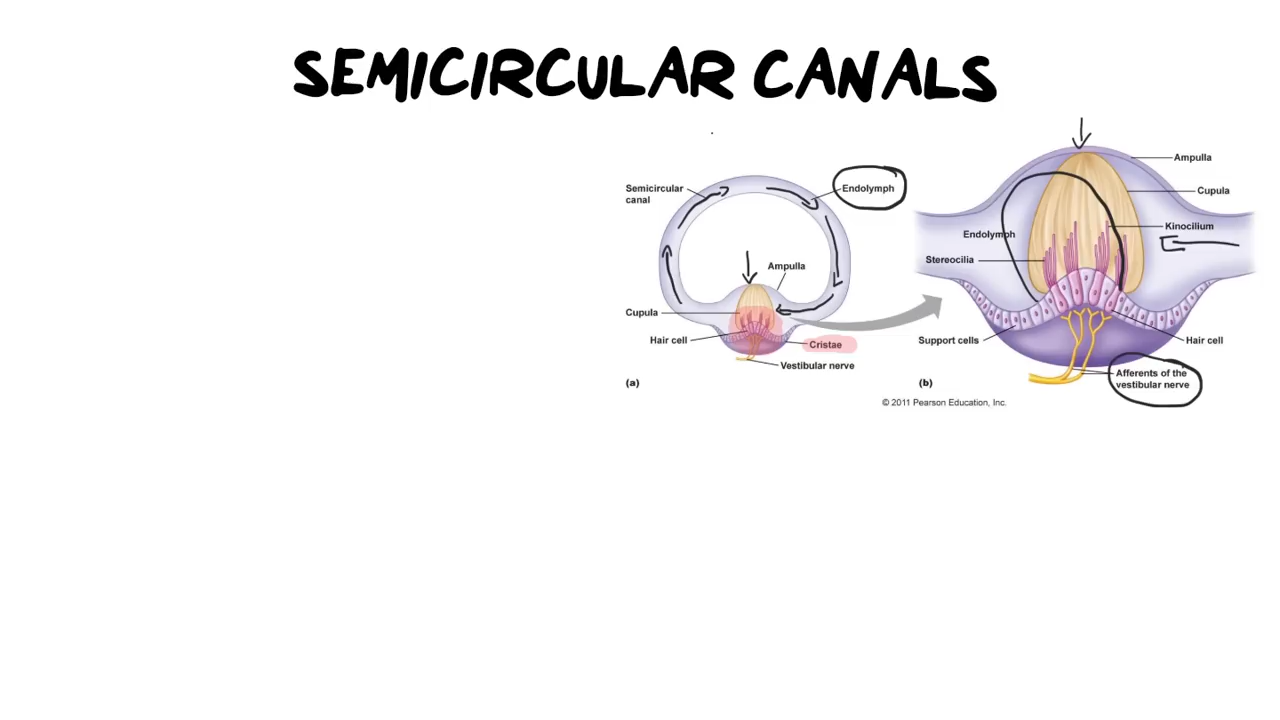 SEMICIRCULAR CANALS
Semicircular
canal
Endolymph
Ampulla
Cupula
Hair cell
Cristae
Vestibular nerve
(a)
Ampulla
Cupula
Kinocilium
Endolymph
Stereocilia
Support cells
Hair cell
Afferents of the
vestibular nerve
(b)
© 2011 Pearson Education, Inc.